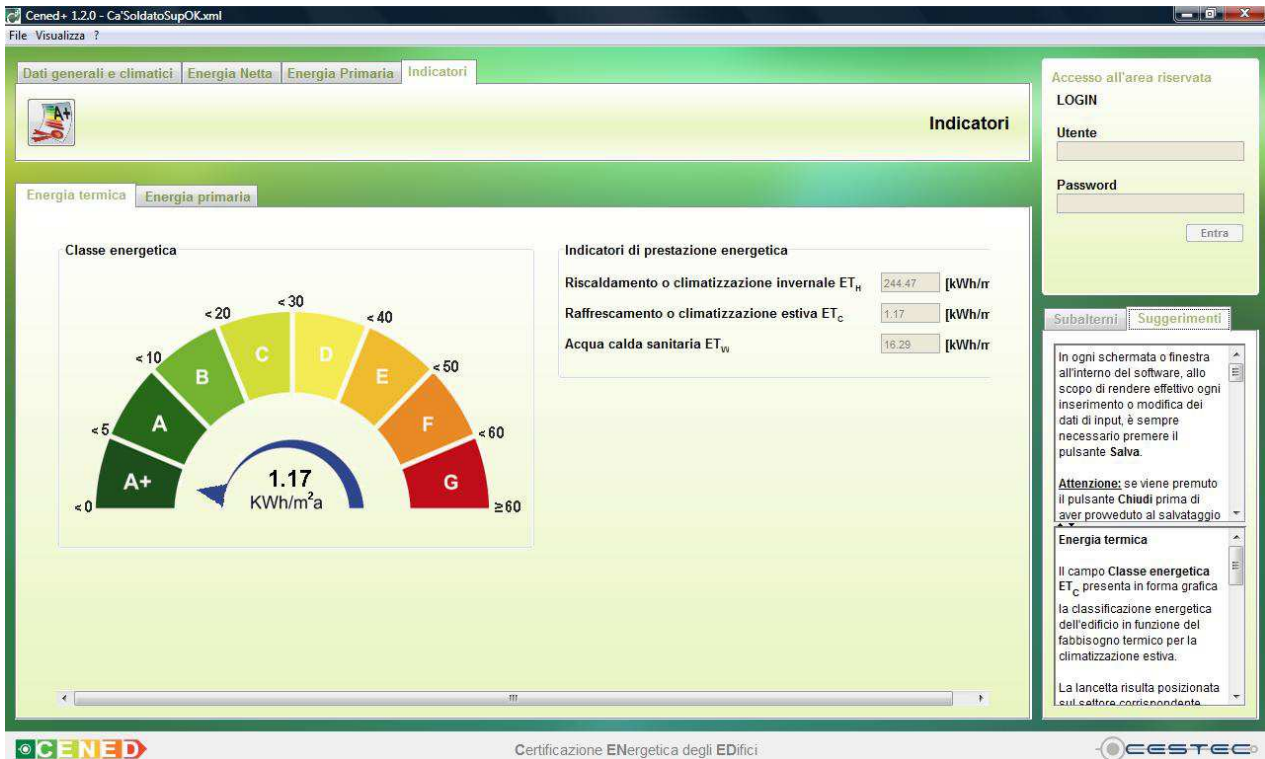 Cened+ 1.2.0 - Ca'SoldatoSupOK.xml
File Visualizza ?
Dati generali e climatici Energia Netta Energia Primaria Indicatori
A+
Indicatori
Energia termica Energia primaria
Classe energetica
< 30
< 20
< 40
C D
< 10
< 50
B E
A F
< 5
< 60
A+ 1.17 G
KWh/m²a
< 0
≥ 60
Indicatori di prestazione energetica
Riscaldamento o climatizzazione invernale ET_H 244.47 [kWh/m
Raffrescamento o climatizzazione estiva ET_C 1.17 [kWh/m
Acqua calda sanitaria ET_W 16.29 [kWh/m
Accesso all'area riservata
LOGIN
Utente
Password
Entra
Subalterni Suggerimenti
In ogni schermata o finestra
all'interno del software, allo
scopo di rendere effettivo ogni
inserimento o modifica dei
dati di input, è sempre
necessario premere il
pulsante Salva.
Attenzione: se viene premuto
il pulsante Chiudi prima di
aver provveduto al salvataggio
Energia termica
Il campo Classe energetica
ET_C presenta in forma grafica
la classificazione energetica
dell'edificio in funzione del
fabbisogno termico per la
climatizzazione estiva.
La lancetta risulta posizionata
sul settore corrispondente
CENED
Certificazione ENergetica degli EDifici
CESTEC